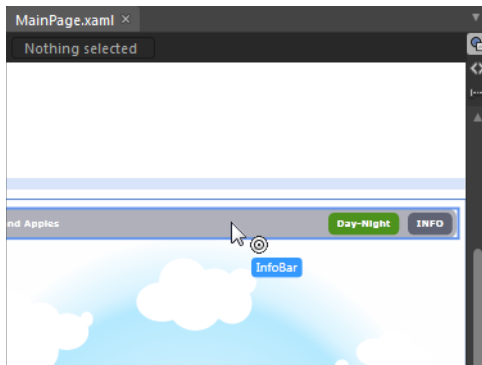 MainPage.xaml ×
Nothing selected
nd Apples Day-Night INFO
InfoBar